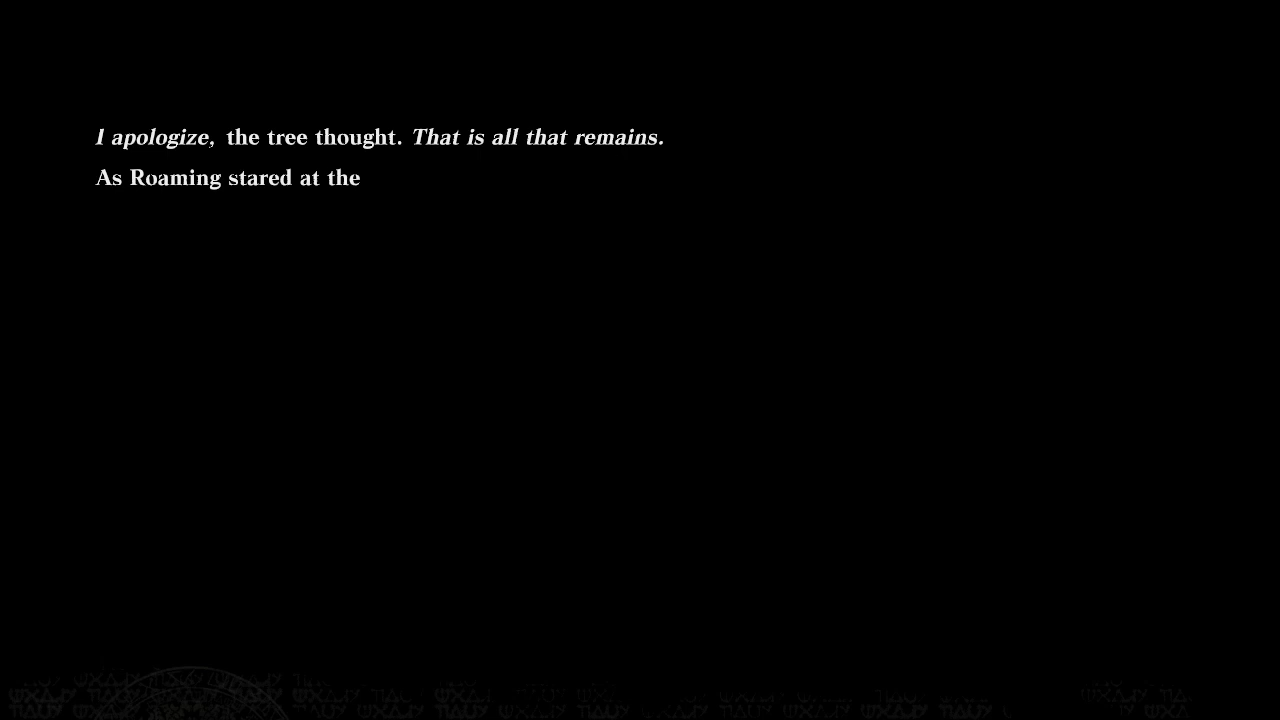 I apologize, the tree thought. That is all that remains.
As Roaming stared at the